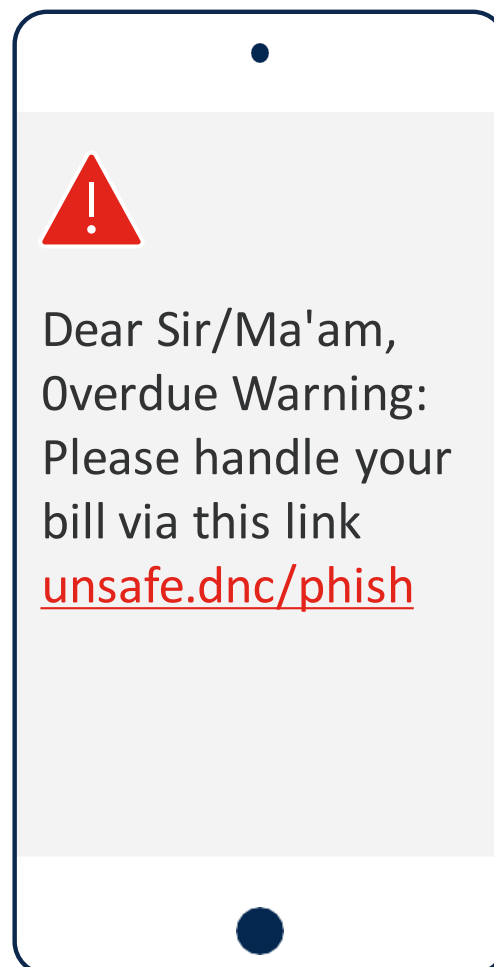 Dear Sir/Ma'am,
0verdue Warning:
Please handle your
bill via this link
unsafe.dnc/phish